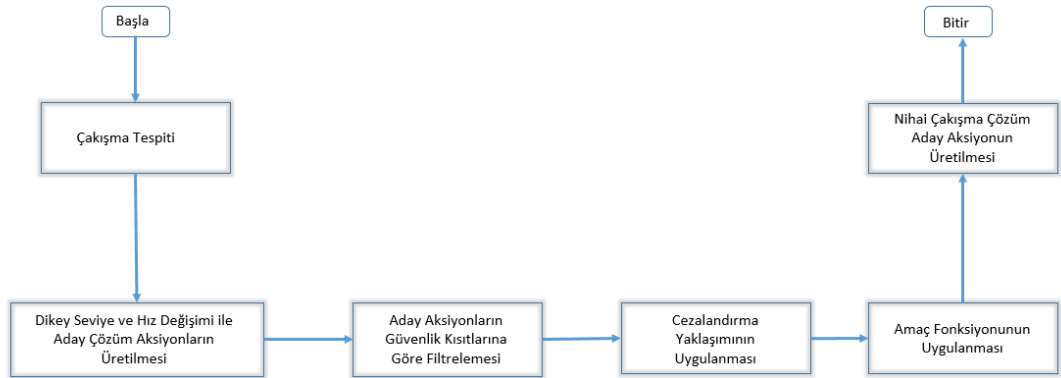 Başla
Çakışma Tespiti
Dikey Seviye ve Hız Değişimi ile
Aday Çözüm Aksiyonların
Üretilmesi
Aday Aksiyonların
Güvenlik Kısıtlarına
Göre Filtrelemesi
Cezalandırma
Yaklaşımının
Uygulanması
Amaç Fonksiyonunun
Uygulanması
Nihai Çakışma Çözüm
Aday Aksiyonun
Üretilmesi
Bitir